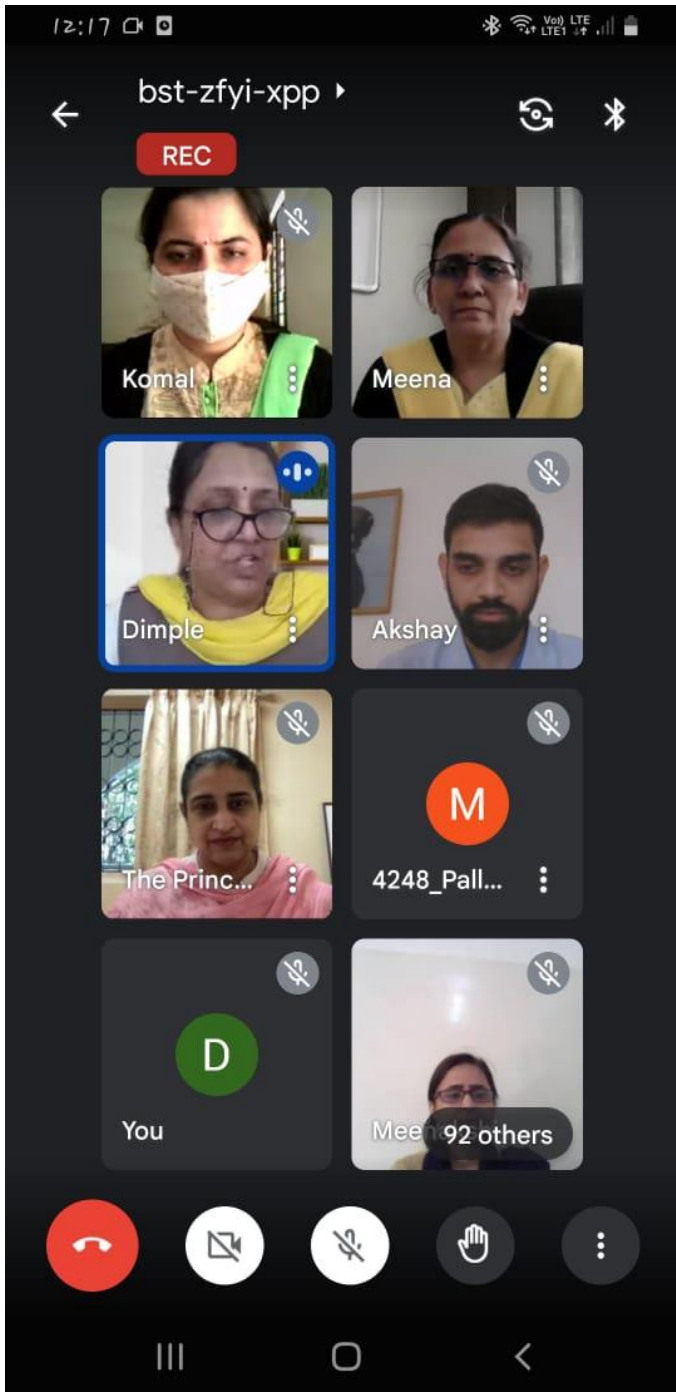 12:17
Vo)) LTE
LTE1
bst-zfyi-xpp
REC
Komal
Meena
Dimple
Akshay
The Princ...
M
4248_Pall...
D
You
Mee
92 others